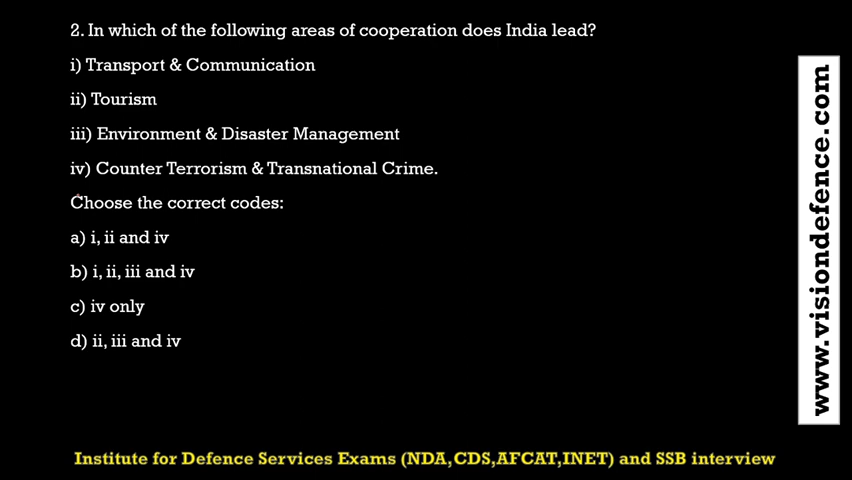 2. In which of the following areas of cooperation does India lead?
i) Transport & Communication
ii) Tourism
iii) Environment & Disaster Management
iv) Counter Terrorism & Transnational Crime.
Choose the correct codes:
a) i, ii and iv
b) i, ii, iii and iv
c) iv only
d) ii, iii and iv
www.visiondefence.com
Institute for Defence Services Exams (NDA,CDS,AFCAT,INET) and SSB interview